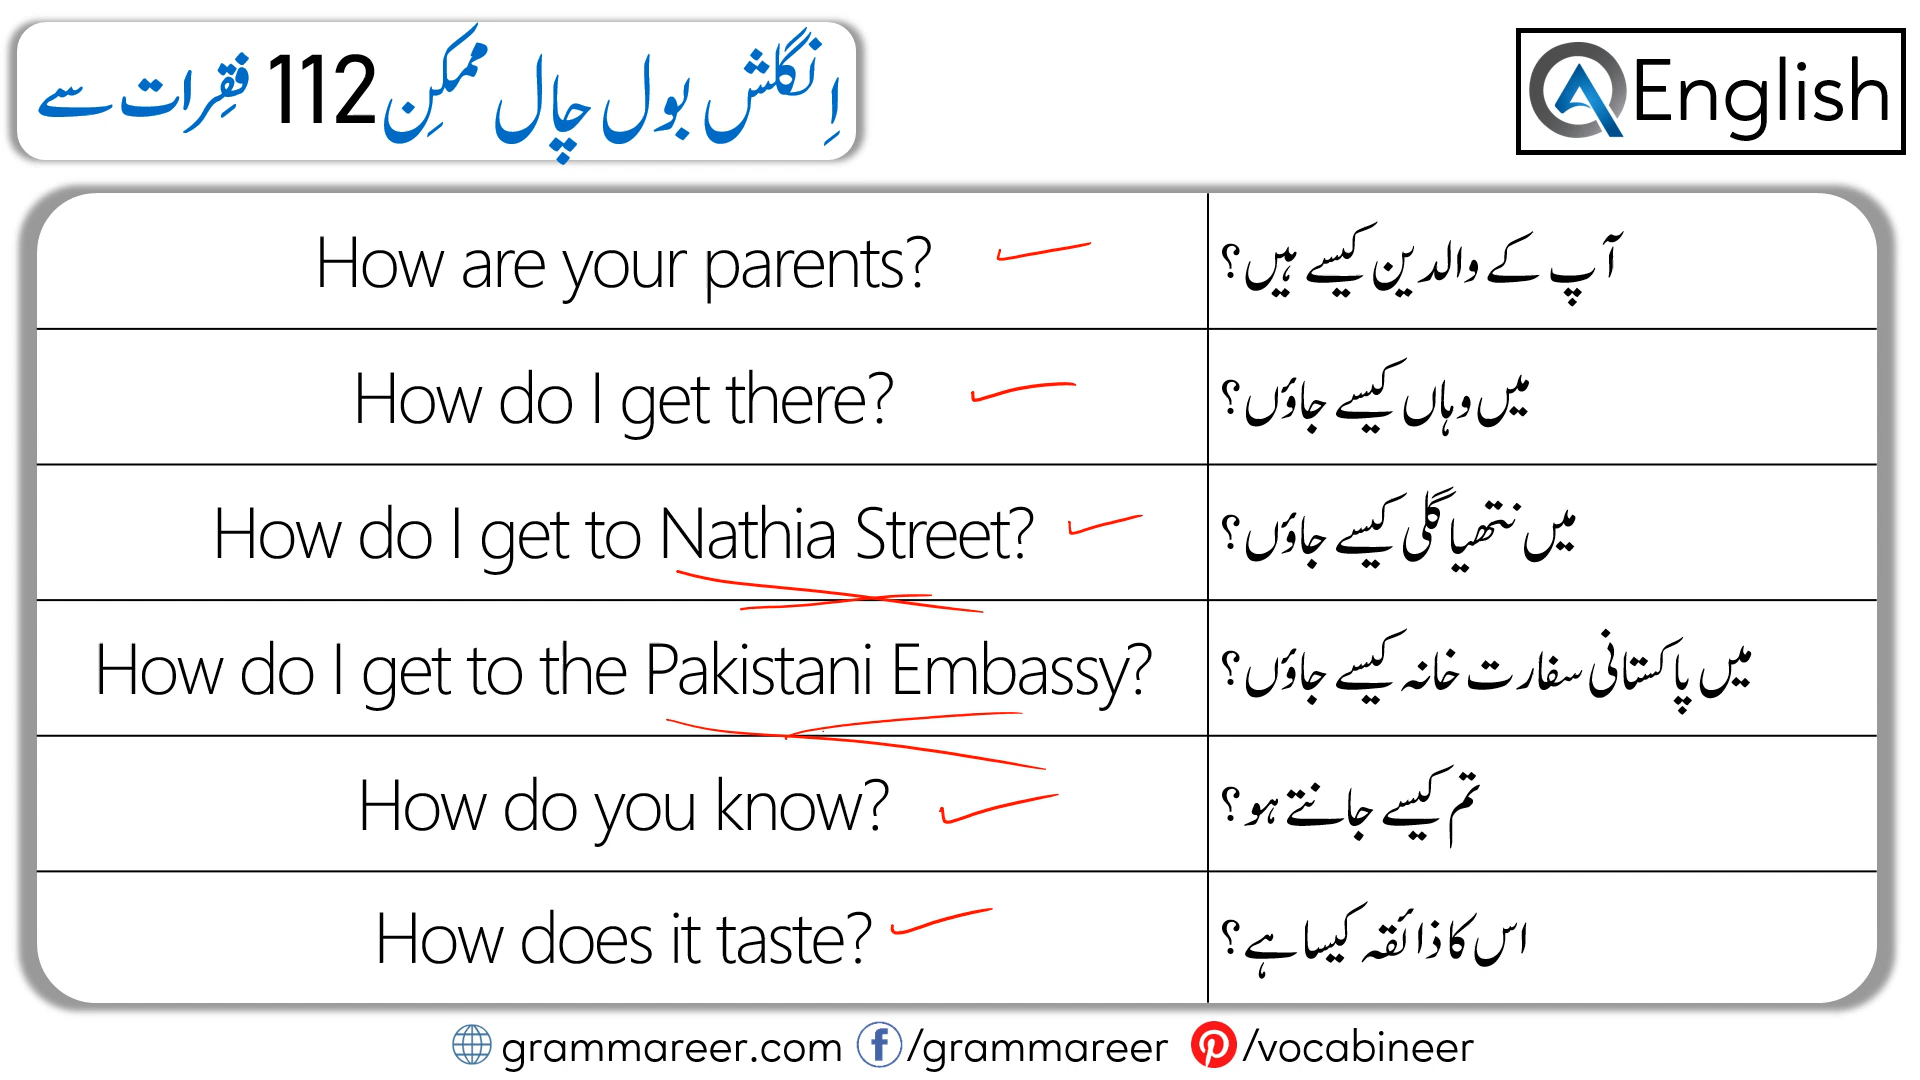 اِنگلش بول چال ممکِن 112 فقِرات سے
English
How are your parents? آپ کے والدین کیسے ہیں؟
How do I get there? میں وہاں کیسے جاؤں؟
How do I get to Nathia Street? میں نتھیا گلی کیسے جاؤں؟
How do I get to the Pakistani Embassy? میں پاکستانی سفارت خانہ کیسے جاؤں؟
How do you know? تم کیسے جانتے ہو؟
How does it taste? اس کا ذائقہ کیسا ہے؟
grammareer.com /grammareer /vocabineer